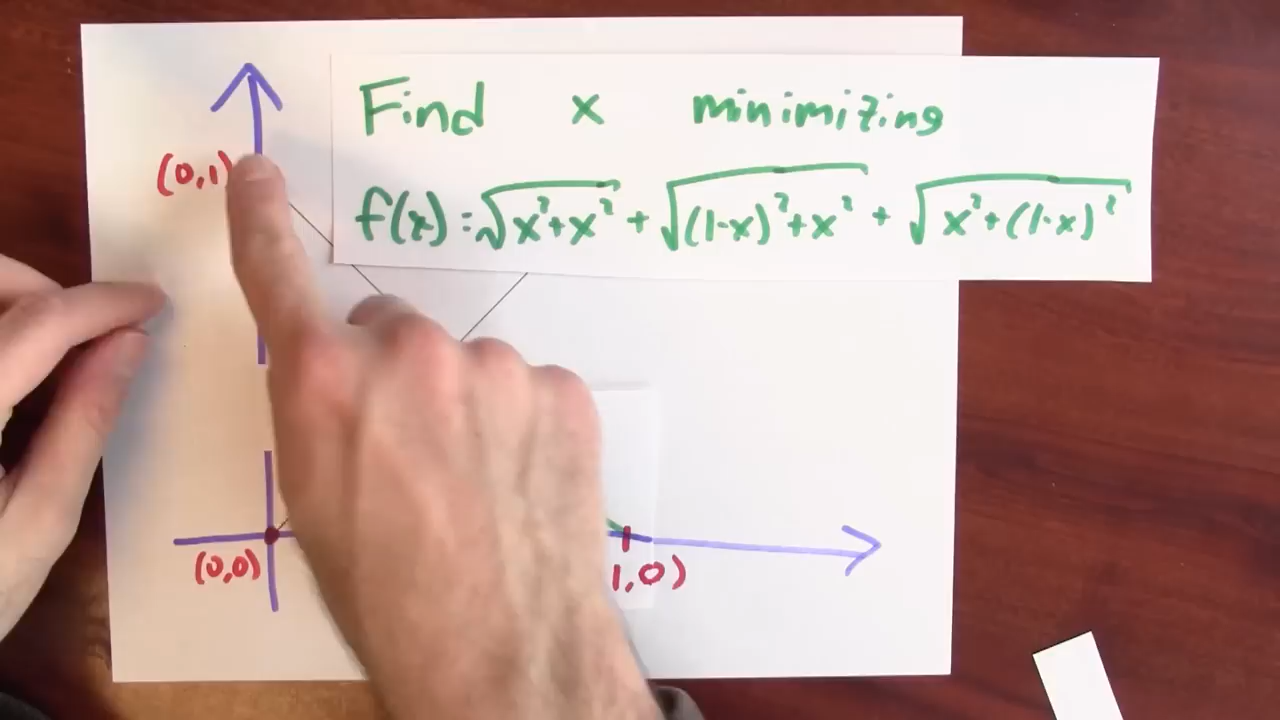 Find x minimizing
(0,1)
f(x) = √x²+x² + √(1-x)²+x² + √x²+(1-x)²
(0,0)
1,0)